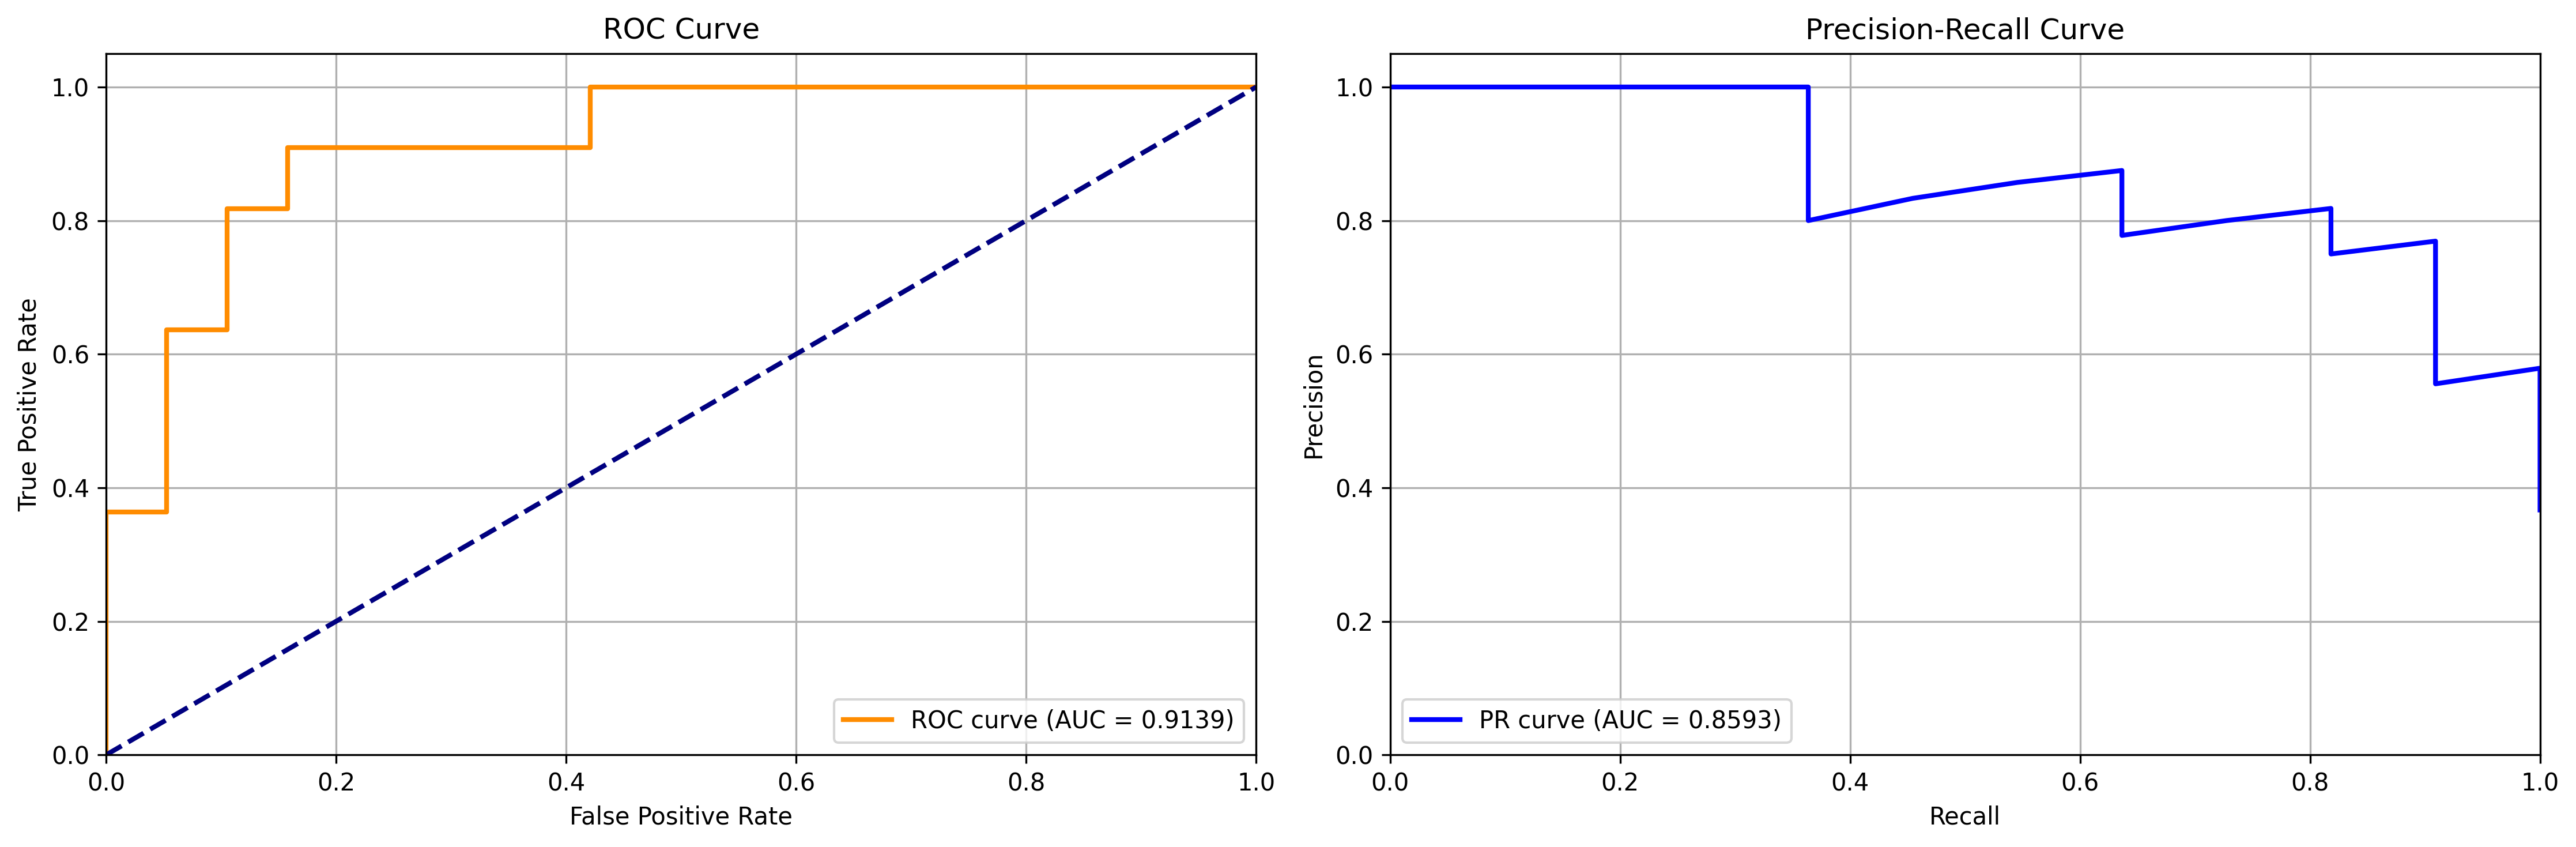 ROC Curve
1.0
0.8
0.6
0.4
0.2
0.0
True Positive Rate
0.0 0.2 0.4 0.6 0.8 1.0
False Positive Rate
ROC curve (AUC = 0.9139)
Precision-Recall Curve
1.0
0.8
0.6
0.4
0.2
0.0
Precision
0.0 0.2 0.4 0.6 0.8 1.0
Recall
PR curve (AUC = 0.8593)